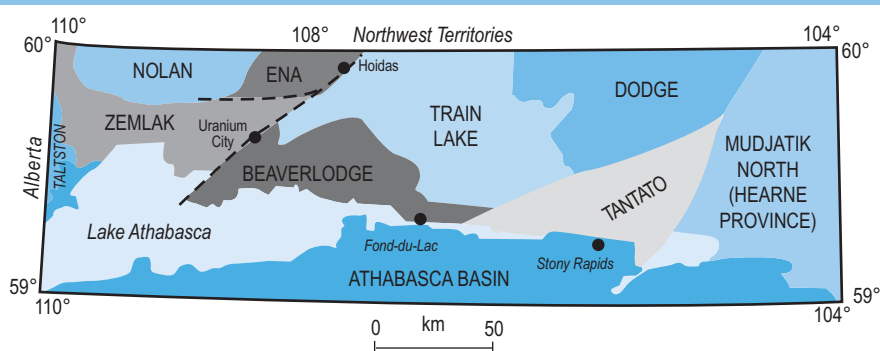 110°
108°
Northwest Territories
104°
60°
60°
NOLAN
ENA
Hoidas
DODGE
TRAIN
LAKE
ZEMLAK
Uranium
City
MUDJATIK
NORTH
(HEARNE
PROVINCE)
Alberta
TALTSTON
BEAVERLODGE
TANTATO
Lake Athabasca
Fond-du-Lac
Stony Rapids
ATHABASCA BASIN
59°
59°
110°
104°
0 km 50